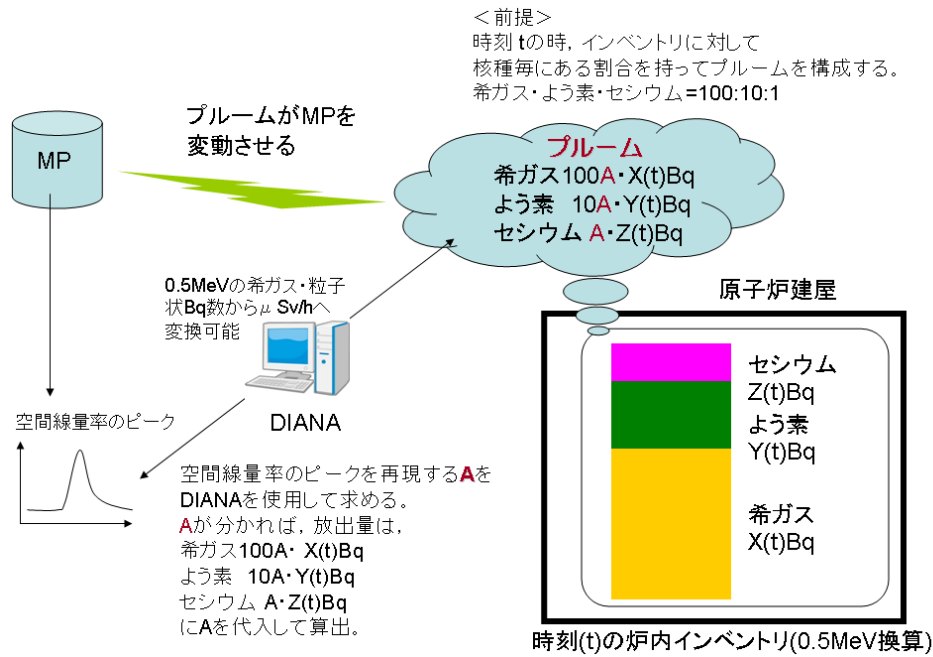 ＜前提＞
時刻 tの時，インベントリに対して
核種毎にある割合を持ってプルームを構成する。
希ガス・よう素・セシウム=100:10:1
MP
プルームがMPを
変動させる
プルーム
希ガス100A・X(t)Bq
よう素 10A・Y(t)Bq
セシウム A・Z(t)Bq
0.5MeVの希ガス・粒子
状Bq数からμ Sv/hへ
変換可能
DIANA
原子炉建屋
セシウム
Z(t)Bq
よう素
Y(t)Bq
希ガス
X(t)Bq
時刻(t)の炉内インベントリ(0.5MeV換算)
空間線量率のピーク
空間線量率のピークを再現するAを
DIANAを使用して求める。
Aが分かれば，放出量は，
希ガス100A・ X(t)Bq
よう素 10A・Y(t)Bq
セシウム A・Z(t)Bq
にAを代入して算出。